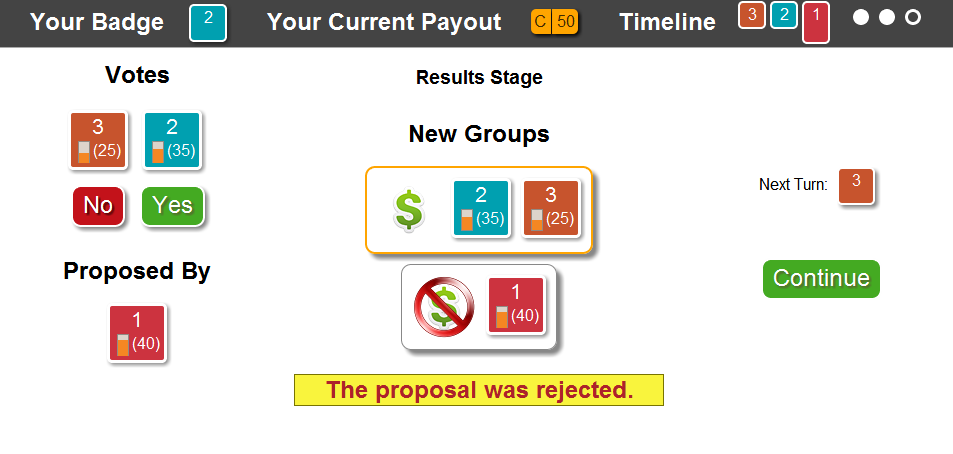 Your Badge 2 Your Current Payout C 50 Timeline 3 2 1
Votes
3 2
(25) (35)
No Yes
Proposed By
1
(40)
Results Stage
New Groups
$ 2 3
(35) (25)
$ 1
(40)
The proposal was rejected.
Next Turn: 3
Continue